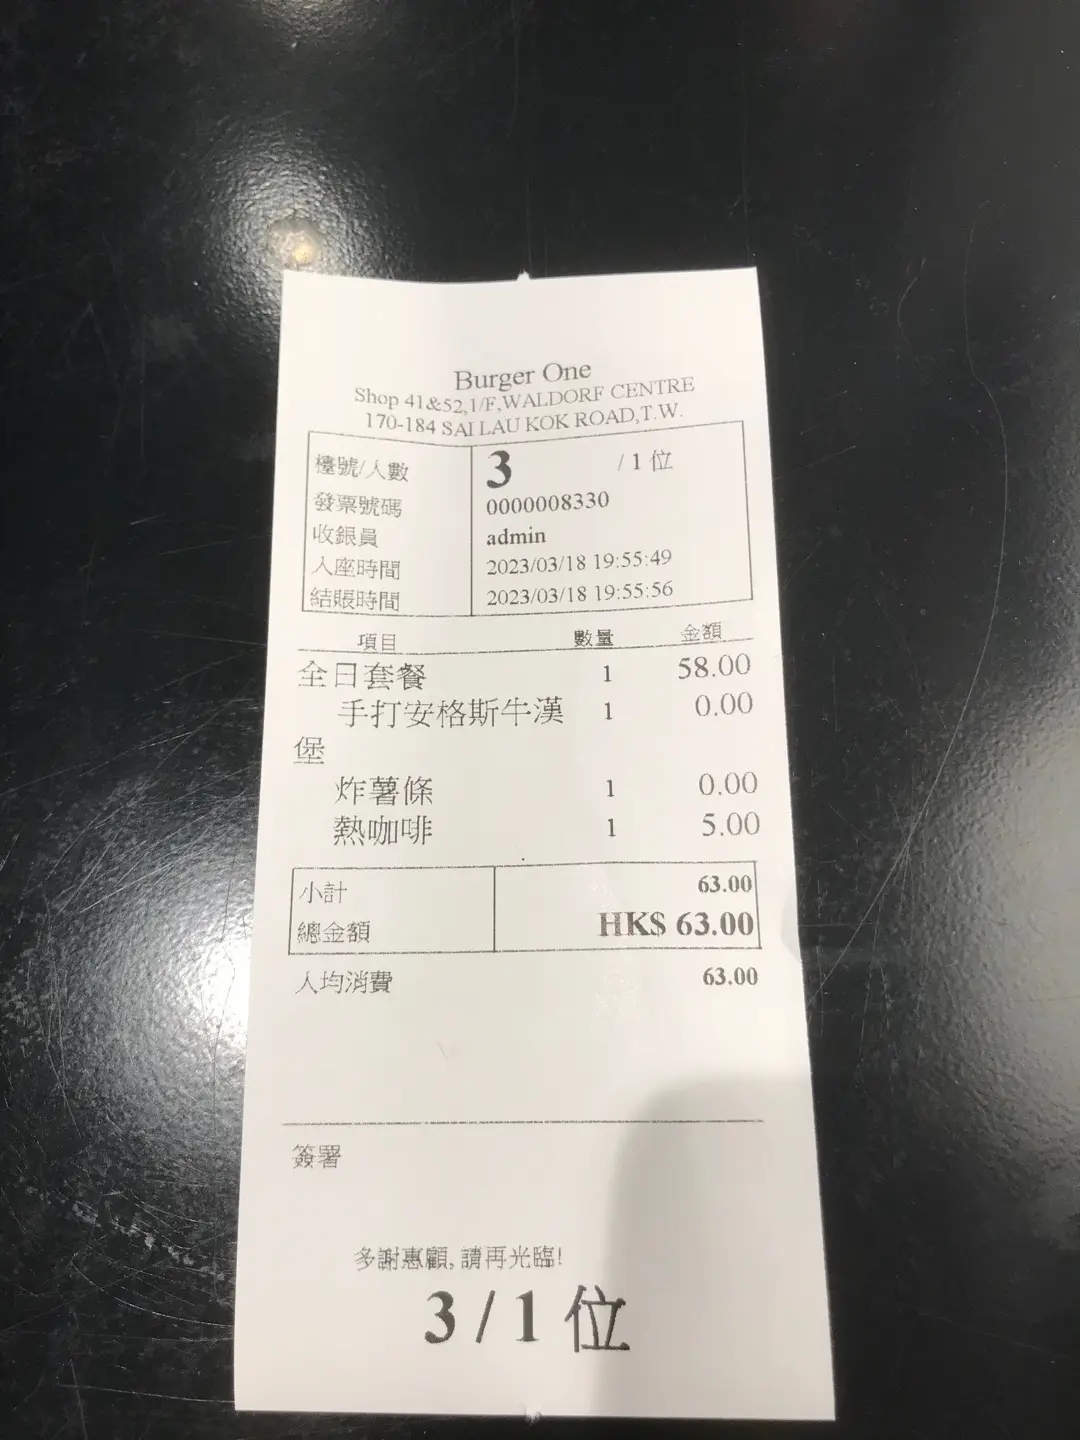 Burger One
Shop 41&52,1/F,WALDORF CENTRE
170-184 SAI LAU KOK ROAD,T.W.
檯號/人數 3 / 1 位
發票號碼 0000008330
收銀員 admin
入座時間 2023/03/18 19:55:49
結賬時間 2023/03/18 19:55:56
項目 數量 金額
全日套餐 1 58.00
手打安格斯牛漢 1 0.00
堡
炸薯條 1 0.00
熱咖啡 1 5.00
小計 63.00
總金額 HK$ 63.00
人均消費 63.00
簽署
多謝惠顧, 請再光臨!
3 / 1 位